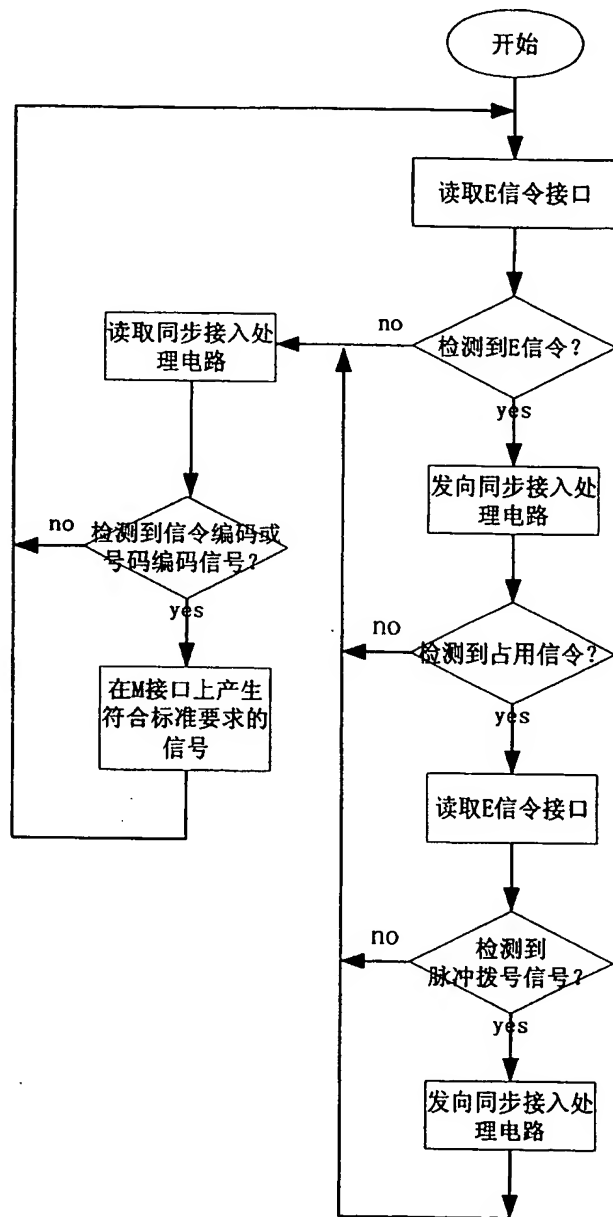 开始
读取E信令接口
检测到E信令?
no
yes
读取同步接入处
理电路
发向同步接入处
理电路
检测到信令编码或
号码编码信号?
no
yes
检测到占用信令?
no
yes
在M接口上产生
符合标准要求的
信号
读取E信令接口
检测到
脉冲拨号信号?
no
yes
发向同步接入处
理电路